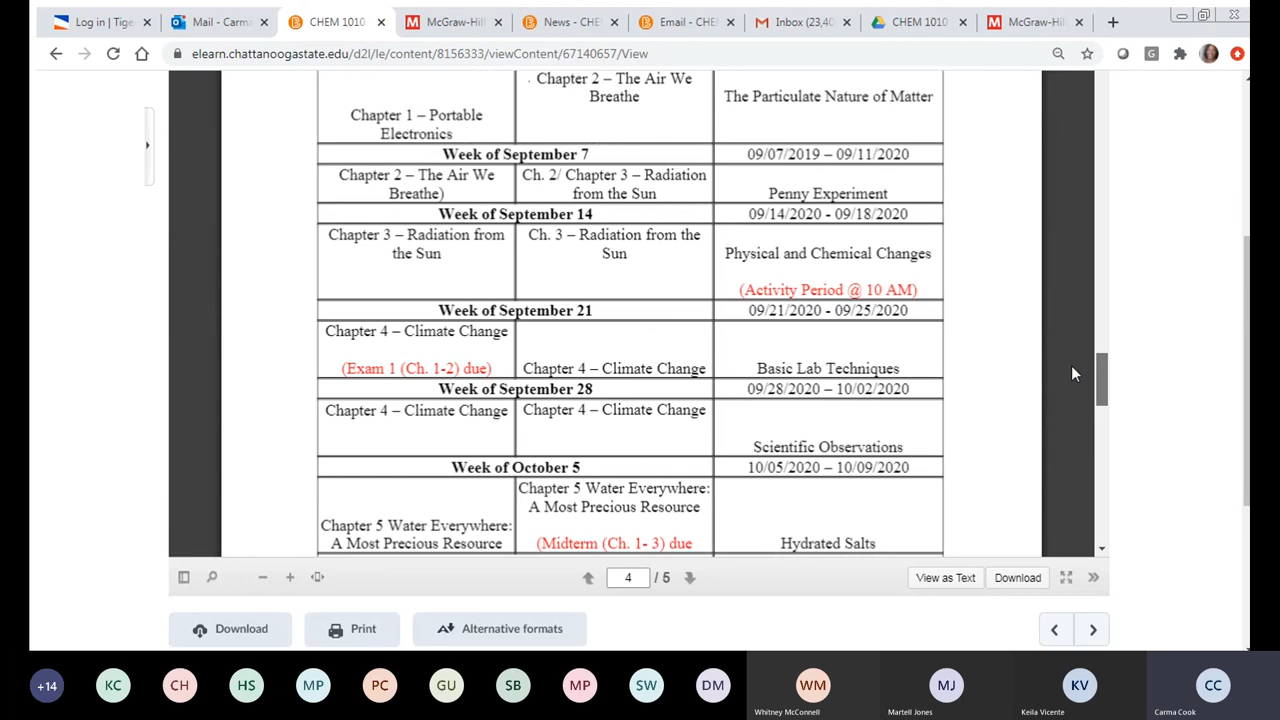 Log in | Tige
Mail - Carma
CHEM 1010
McGraw-Hil
News - CHE
Email - CHE
Inbox (23,40
CHEM 1010
McGraw-Hil
elearn.chattanoogastate.edu/d2l/le/content/8156333/viewContent/67140657/View
Chapter 1 – Portable
Electronics
Chapter 2 – The Air We
Breathe
The Particulate Nature of Matter
Week of September 7
09/07/2019 – 09/11/2020
Chapter 2 – The Air We
Breathe)
Ch. 2/ Chapter 3 – Radiation
from the Sun
Penny Experiment
Week of September 14
09/14/2020 - 09/18/2020
Chapter 3 – Radiation from
the Sun
Ch. 3 – Radiation from the
Sun
Physical and Chemical Changes
(Activity Period @ 10 AM)
Week of September 21
09/21/2020 - 09/25/2020
Chapter 4 – Climate Change
(Exam 1 (Ch. 1-2) due)
Chapter 4 – Climate Change
Basic Lab Techniques
Week of September 28
09/28/2020 - 10/02/2020
Chapter 4 – Climate Change
Chapter 4 – Climate Change
Scientific Observations
Week of October 5
10/05/2020 – 10/09/2020
Chapter 5 Water Everywhere:
A Most Precious Resource
Chapter 5 Water Everywhere:
A Most Precious Resource
(Midterm (Ch. 1- 3) due
Hydrated Salts
4 / 5
View as Text
Download
Download
Print
Alternative formats
+14
KC
CH
HS
MP
PC
GU
SB
MP
SW
DM
WM
Whitney McConnell
MJ
Martell Jones
KV
Keila Vicente
CC
Carma Cook